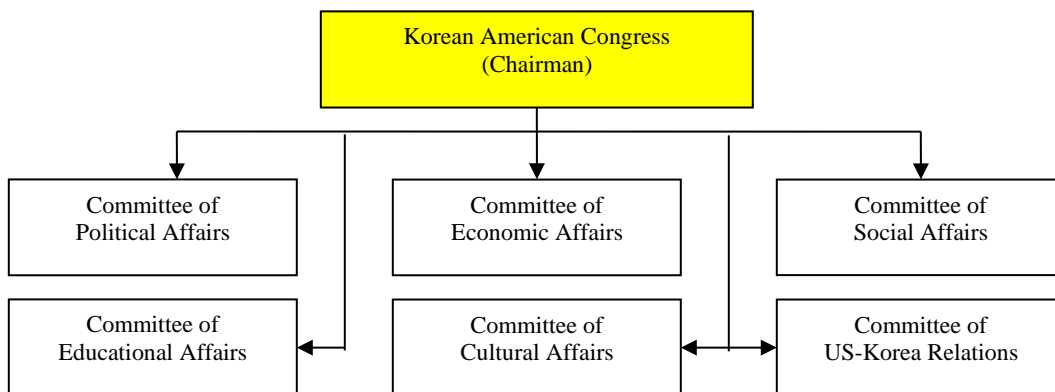 Korean American Congress
(Chairman)
Committee of
Political Affairs
Committee of
Economic Affairs
Committee of
Social Affairs
Committee of
Educational Affairs
Committee of
Cultural Affairs
Committee of
US-Korea Relations